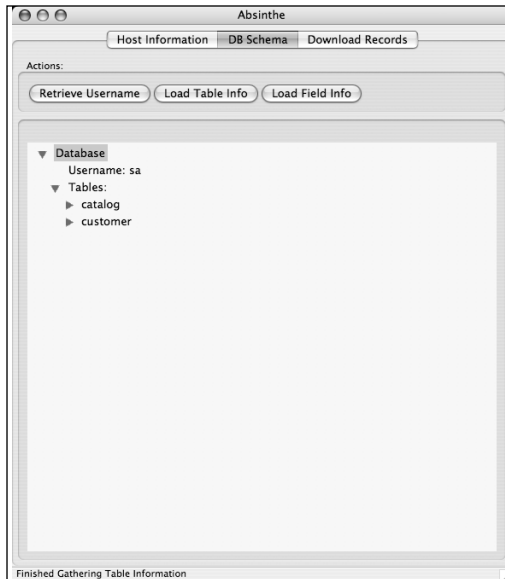 Absinthe
Host Information DB Schema Download Records
Actions:
Retrieve Username Load Table Info Load Field Info
Database
Username: sa
Tables:
catalog
customer
Finished Gathering Table Information